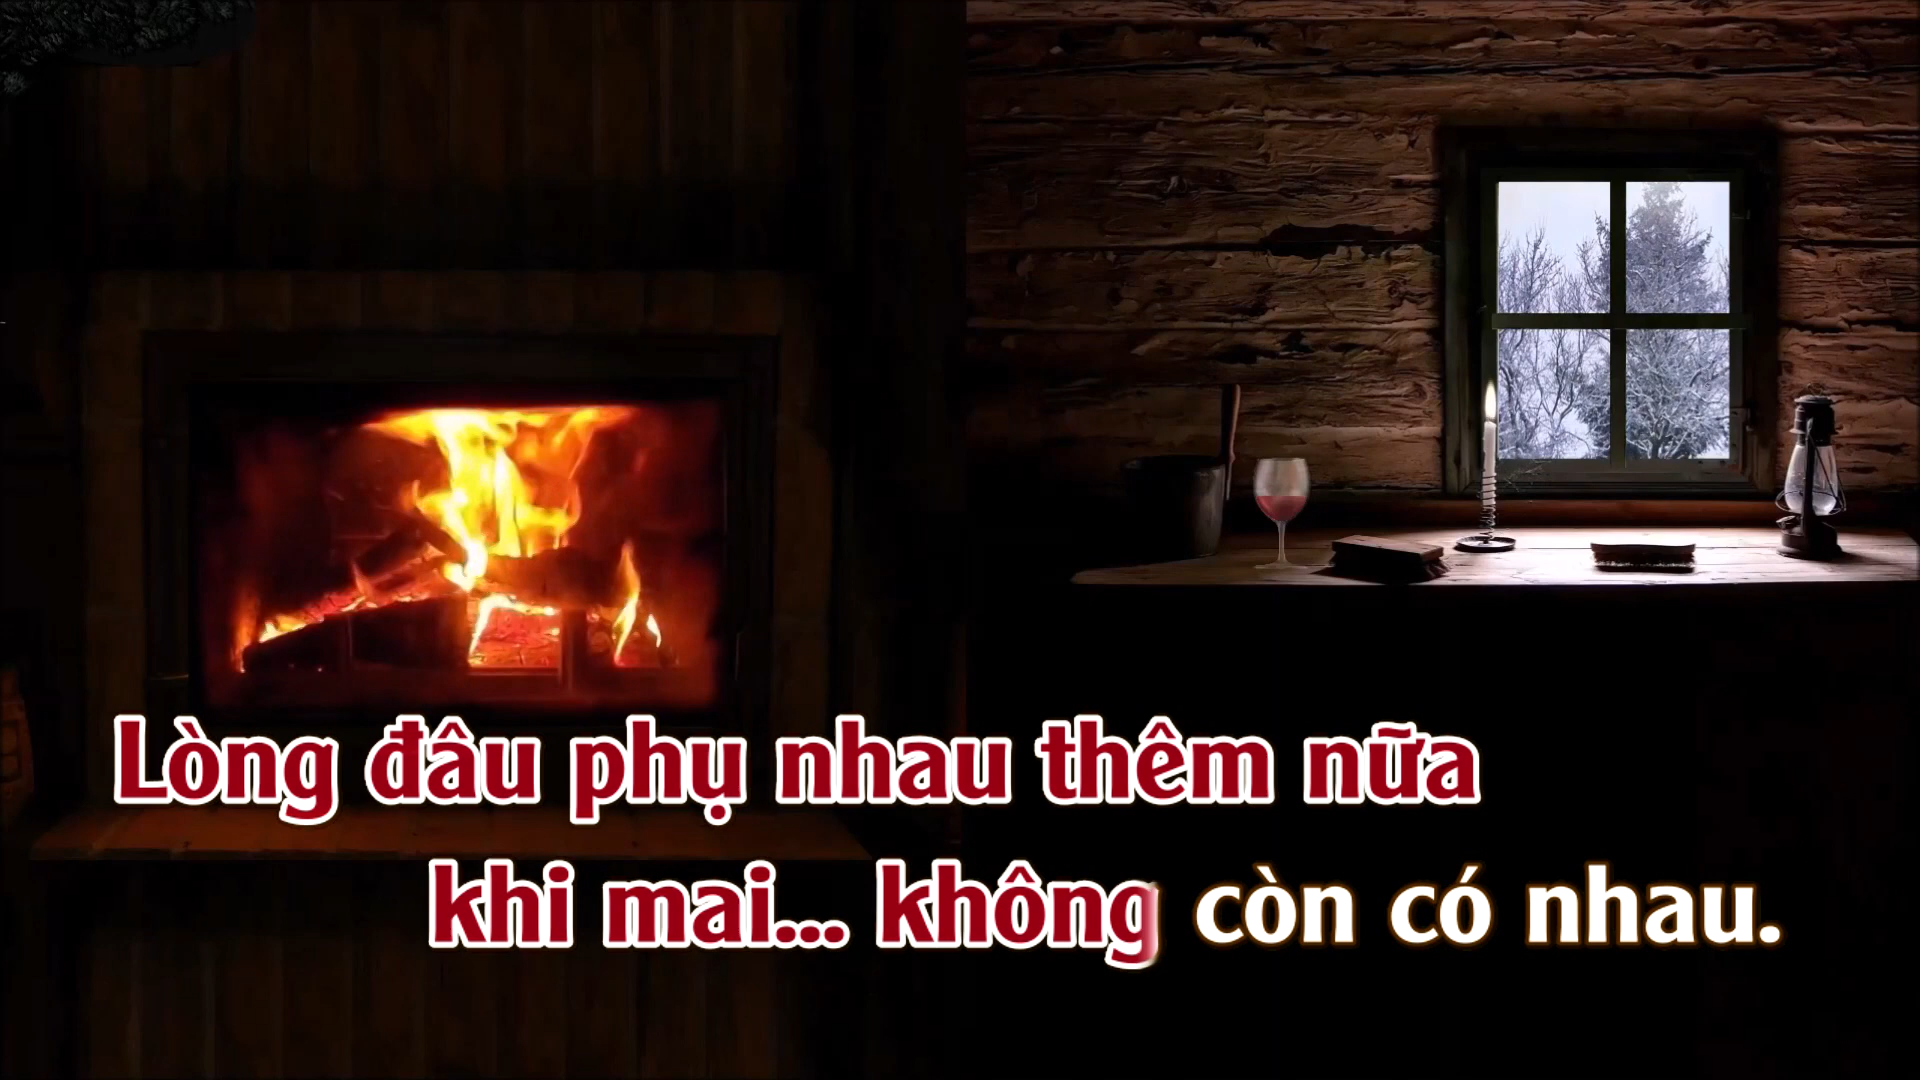 Lòng đâu phụ nhau thêm nữa
khi mai... không còn có nhau.